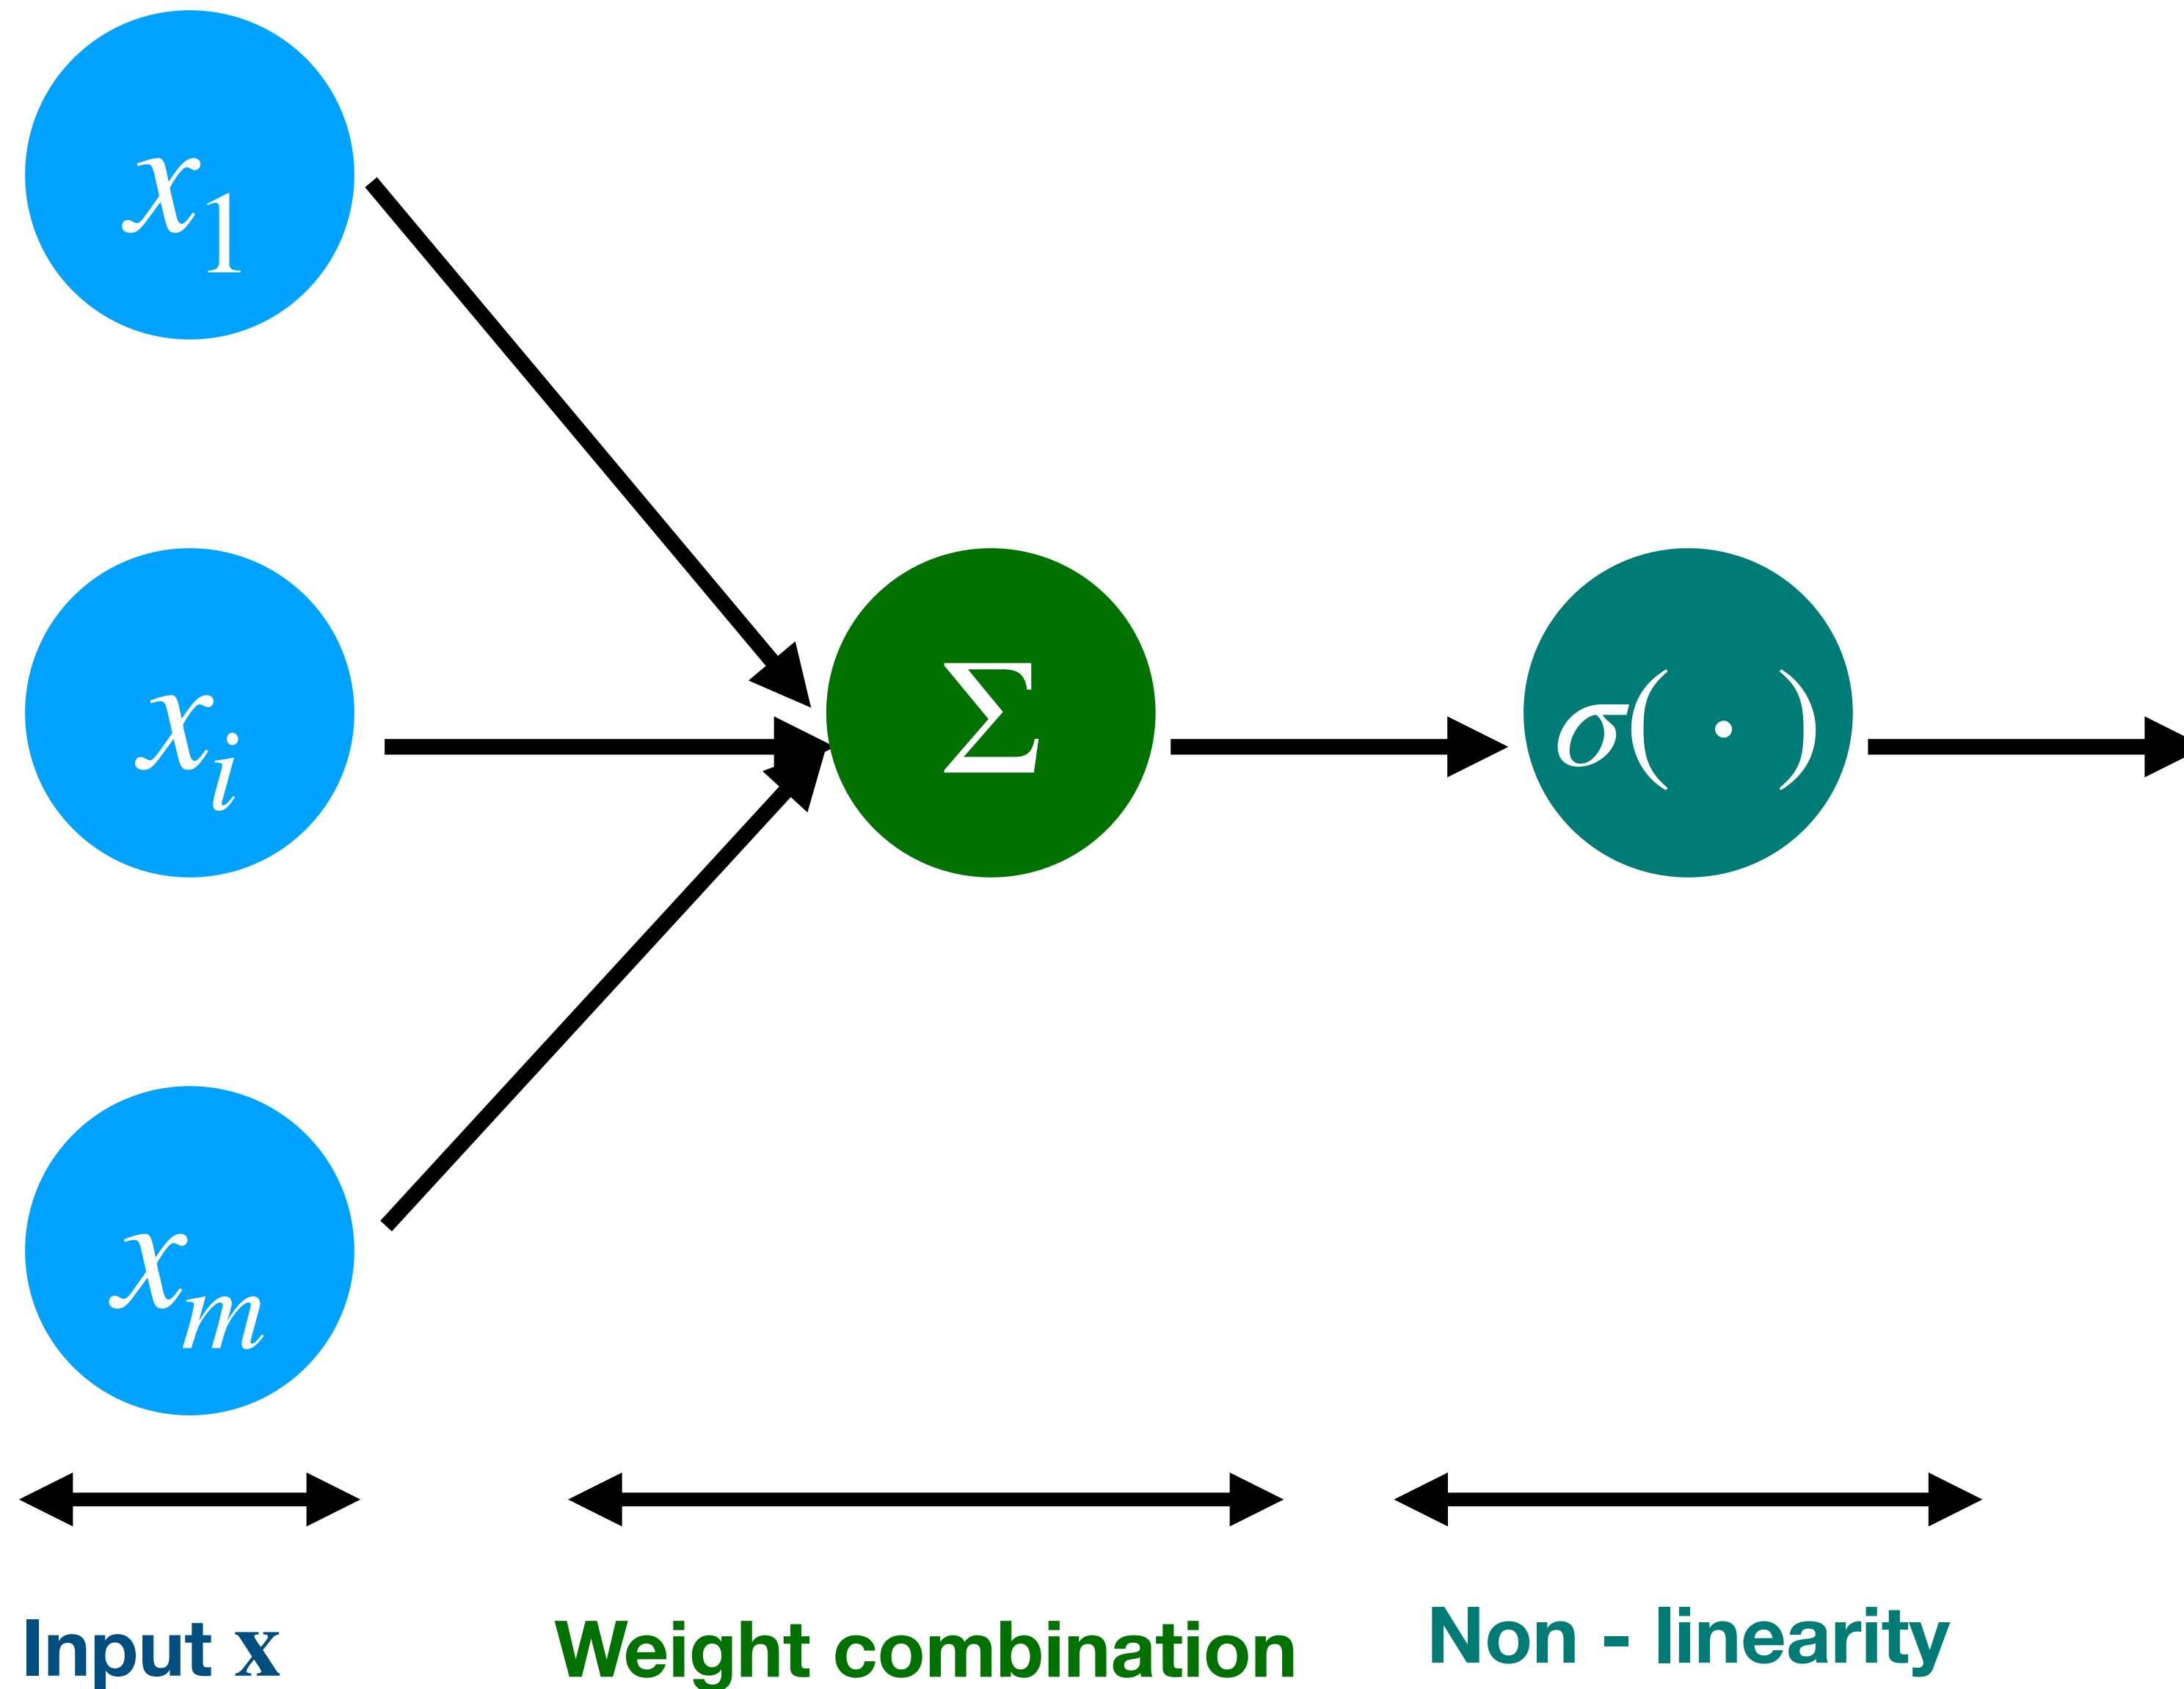 x₁
xᵢ
Σ
σ( · )
xₘ
Input x
Weight combination
Non - linearity